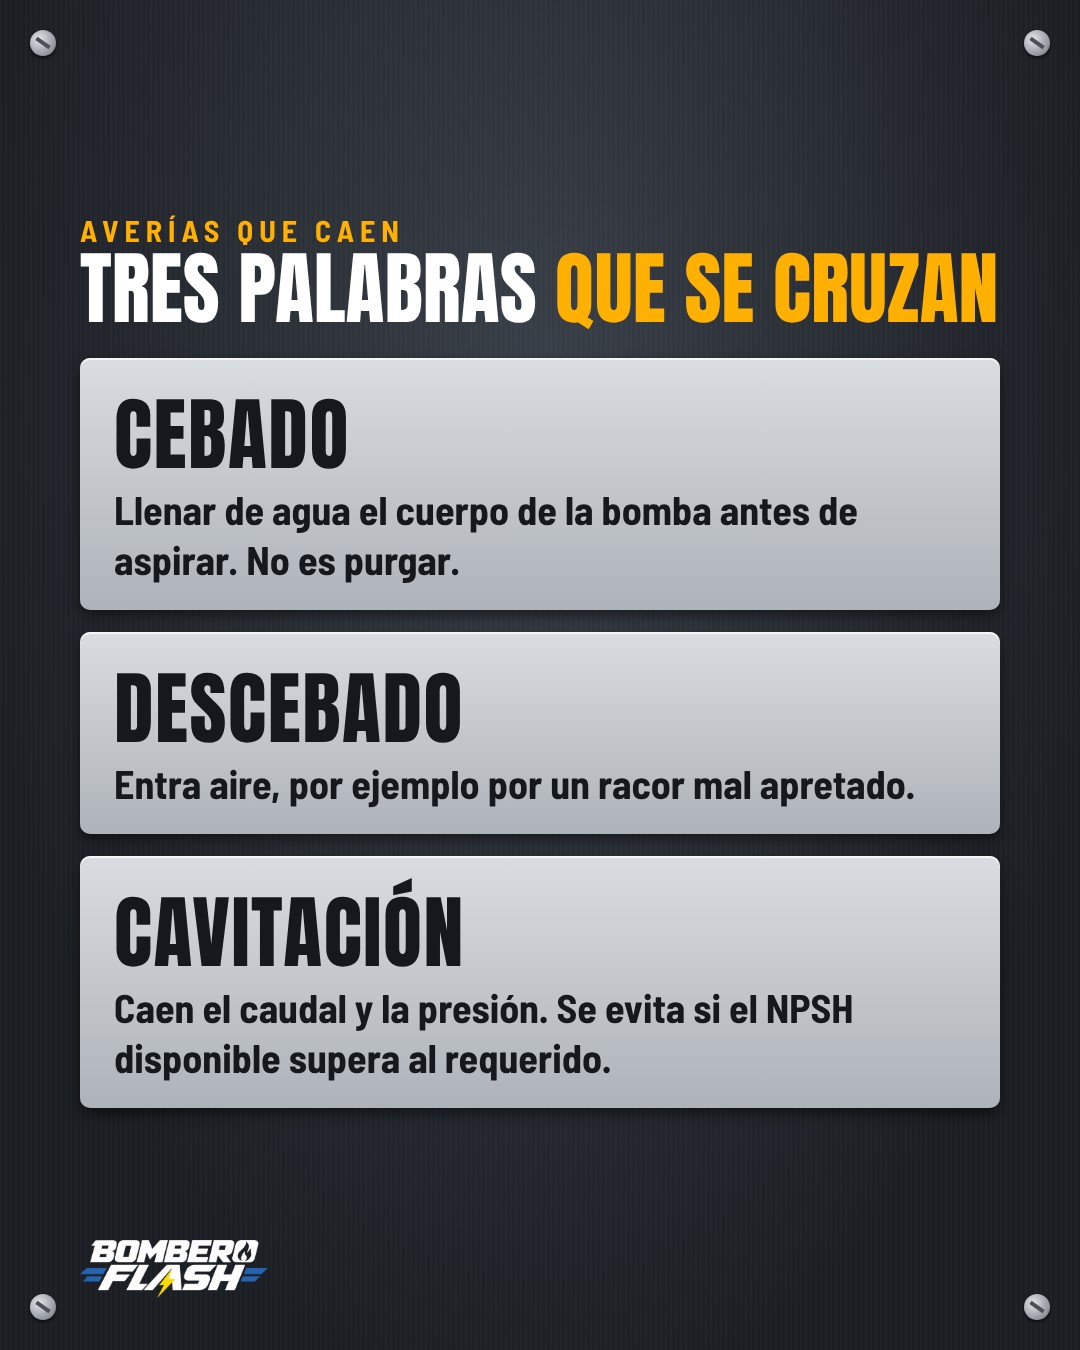 AVERÍAS QUE CAEN
TRES PALABRAS QUE SE CRUZAN
CEBADO
Llenar de agua el cuerpo de la bomba antes de
aspirar. No es purgar.
DESCEBADO
Entra aire, por ejemplo por un racor mal apretado.
CAVITACIÓN
Caen el caudal y la presión. Se evita si el NPSH
disponible supera al requerido.
BOMBERO
FLASH